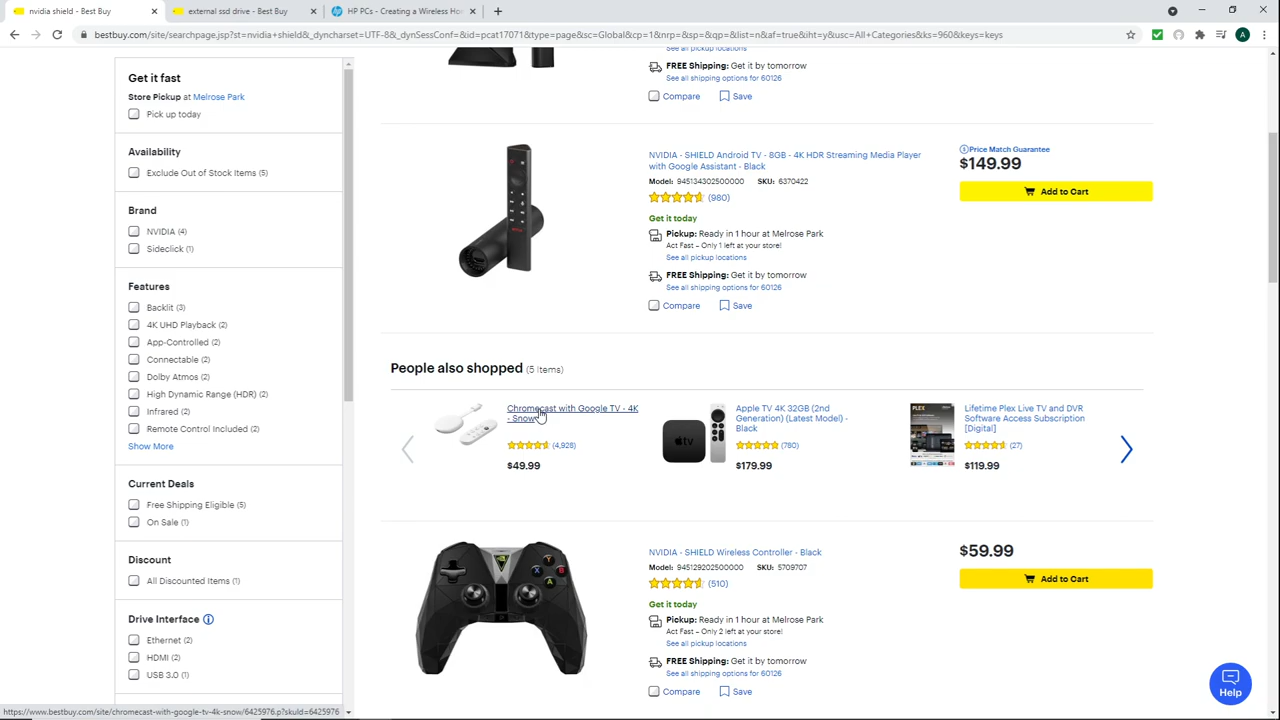 nvidia shield - Best Buy
external ssd drive - Best Buy
HP PCs - Creating a Wireless Ho
bestbuy.com/site/searchpage.jsp?st=nvidia+shield&_dyncharset=UTF-8&_dynSessConf=&id=pcat17071&type=page&sc=Global&cp=1&nrp=&sp=&qp=&list=n&af=true&iht=y&usc=All+Categories&ks=960&keys=keys
A
Get it fast
Store Pickup at Melrose Park
Pick up today
Availability
Exclude Out of Stock Items (5)
Brand
NVIDIA (4)
Sideclick (1)
Features
Backlit (3)
4K UHD Playback (2)
App-Controlled (2)
Connectable (2)
Dolby Atmos (2)
High Dynamic Range (HDR) (2)
Infrared (2)
Remote Control Included (2)
Show More
Current Deals
Free Shipping Eligible (5)
On Sale (1)
Discount
All Discounted Items (1)
Drive Interface
Ethernet (2)
HDMI (2)
USB 3.0 (1)
See all pickup locations
FREE Shipping: Get it by tomorrow
See all shipping options for 60126
Compare Save
NVIDIA - SHIELD Android TV - 8GB - 4K HDR Streaming Media Player
with Google Assistant - Black
Model: 945134302500000 SKU: 6370422
(980)
Get it today
Pickup: Ready in 1 hour at Melrose Park
Act Fast – Only 1 left at your store!
See all pickup locations
FREE Shipping: Get it by tomorrow
See all shipping options for 60126
Compare Save
Price Match Guarantee
$149.99
Add to Cart
People also shopped (5 items)
Chromecast with Google TV - 4K
- Snow
(4,928)
$49.99
tv
Apple TV 4K 32GB (2nd
Generation) (Latest Model) -
Black
(780)
$179.99
PLEX
Lifetime Plex Live TV and DVR
Software Access Subscription
[Digital]
(27)
$119.99
Y
X B
A
NVIDIA - SHIELD Wireless Controller - Black
Model: 945129202500000 SKU: 5709707
(510)
Get it today
Pickup: Ready in 1 hour at Melrose Park
Act Fast – Only 2 left at your store!
See all pickup locations
FREE Shipping: Get it by tomorrow
See all shipping options for 60126
Compare Save
$59.99
Add to Cart
Help
https://www.bestbuy.com/site/chromecast-with-google-tv-4k-snow/6425976.p?skuId=6425976